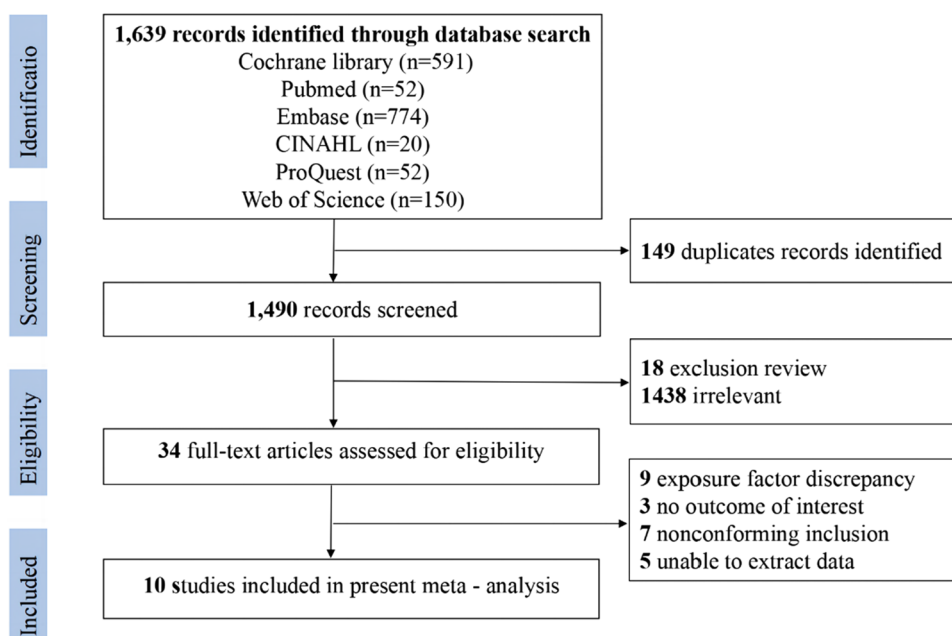 Identificatio
1,639 records identified through database search
Cochrane library (n=591)
Pubmed (n=52)
Embase (n=774)
CINAHL (n=20)
ProQuest (n=52)
Web of Science (n=150)
Screening
149 duplicates records identified
1,490 records screened
18 exclusion review
1438 irrelevant
Eligibility
34 full-text articles assessed for eligibility
9 exposure factor discrepancy
3 no outcome of interest
7 nonconforming inclusion
5 unable to extract data
Included
10 studies included in present meta - analysis